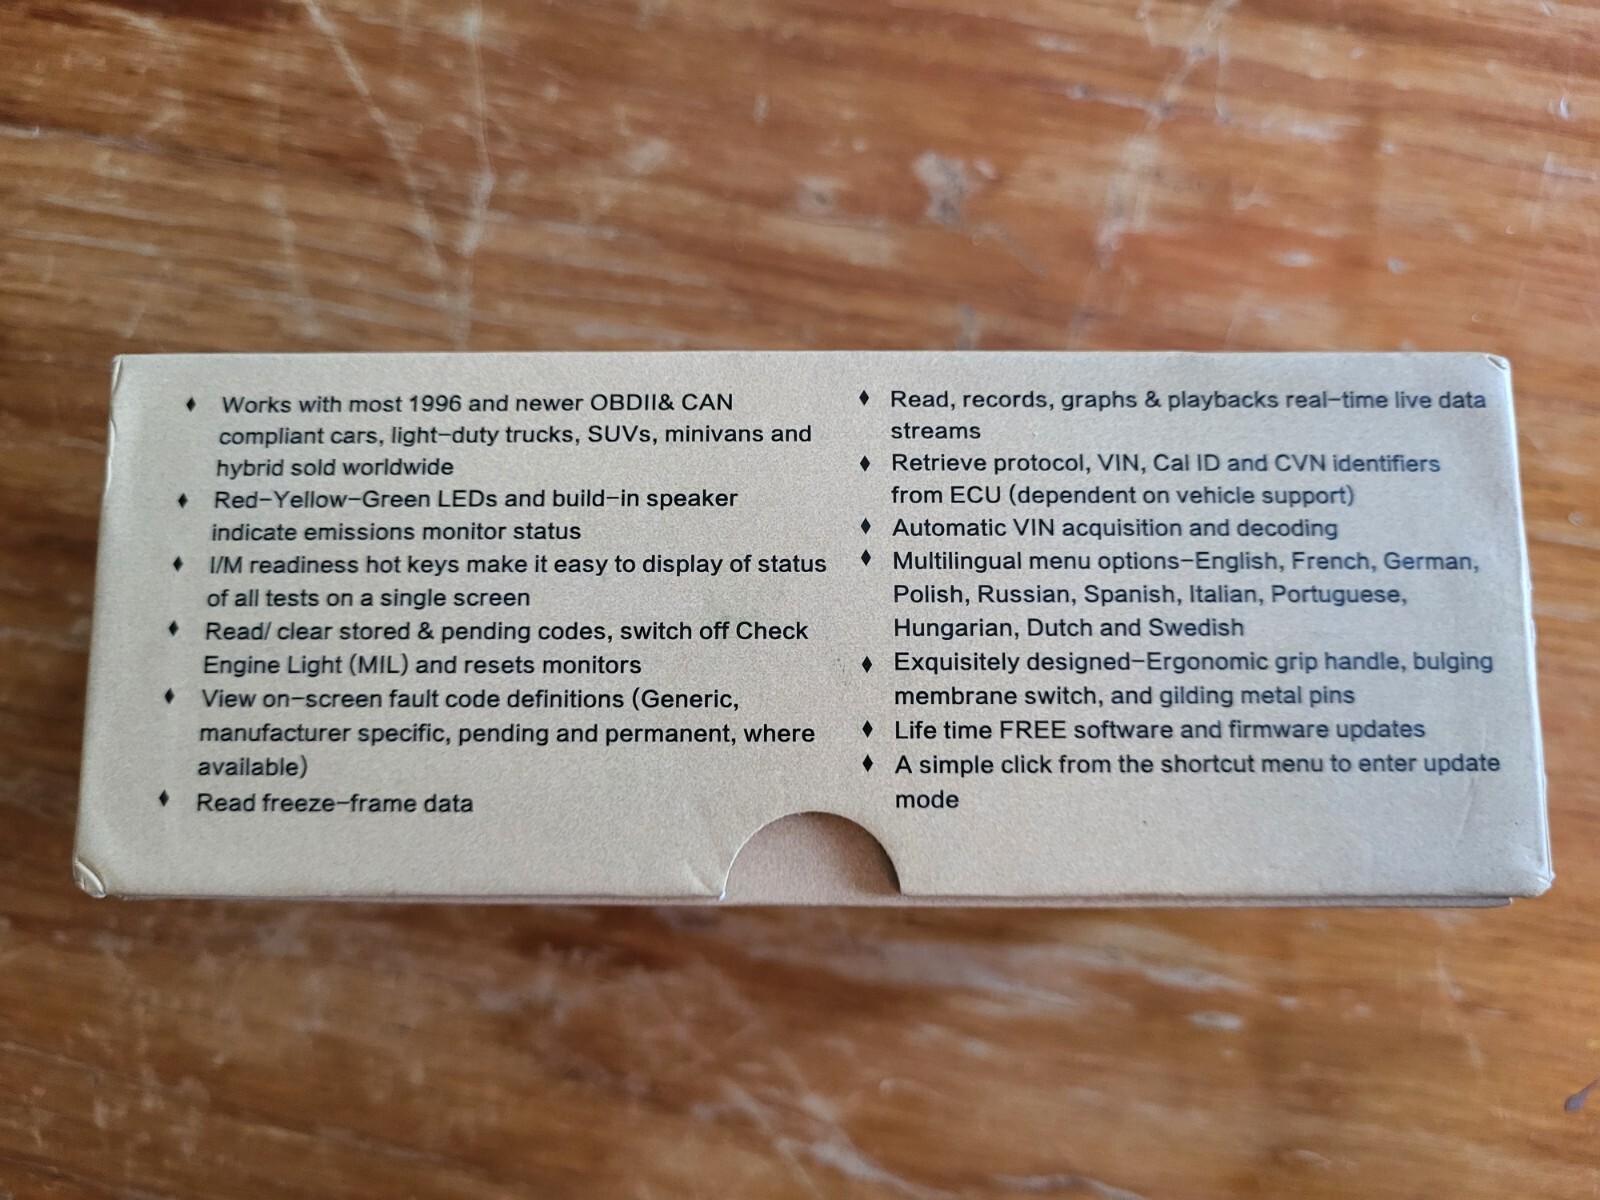 ♦ Works with most 1996 and newer OBDII& CAN
compliant cars, light-duty trucks, SUVs, minivans and
hybrid sold worldwide
♦ Red-Yellow-Green LEDs and build-in speaker
indicate emissions monitor status
♦ I/M readiness hot keys make it easy to display of status
of all tests on a single screen
♦ Read/ clear stored & pending codes, switch off Check
Engine Light (MIL) and resets monitors
♦ View on-screen fault code definitions (Generic,
manufacturer specific, pending and permanent, where
available)
♦ Read freeze-frame data
♦ Read, records, graphs & playbacks real-time live data
streams
♦ Retrieve protocol, VIN, Cal ID and CVN identifiers
from ECU (dependent on vehicle support)
♦ Automatic VIN acquisition and decoding
♦ Multilingual menu options-English, French, German,
Polish, Russian, Spanish, Italian, Portuguese,
Hungarian, Dutch and Swedish
♦ Exquisitely designed-Ergonomic grip handle, bulging
membrane switch, and gilding metal pins
♦ Life time FREE software and firmware updates
♦ A simple click from the shortcut menu to enter update
mode